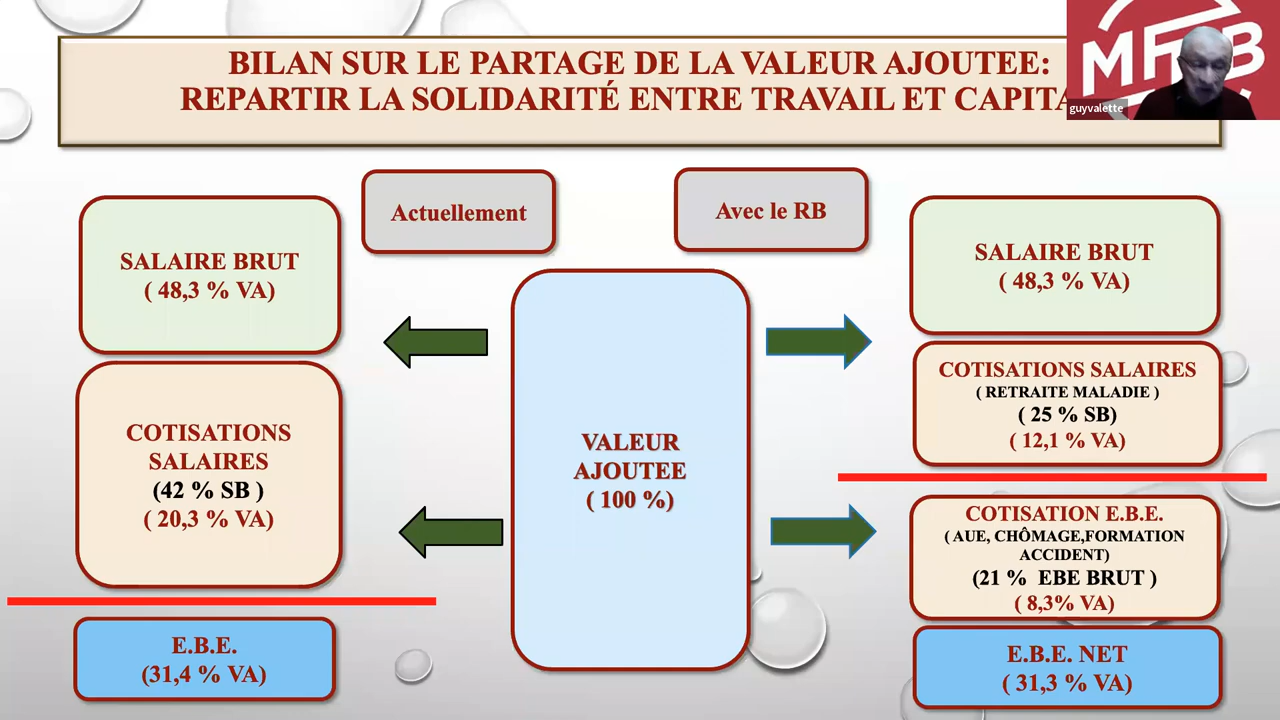 BILAN SUR LE PARTAGE DE LA VALEUR AJOUTEE:
REPARTIR LA SOLIDARITÉ ENTRE TRAVAIL ET
guyvalette
Actuellement
Avec le RB
SALAIRE BRUT
( 48,3 % VA)
COTISATIONS
SALAIRES
(42 % SB )
( 20,3 % VA)
E.B.E.
(31,4 % VA)
VALEUR
AJOUTEE
( 100 %)
SALAIRE BRUT
( 48,3 % VA)
COTISATIONS SALAIRES
( RETRAITE MALADIE )
( 25 % SB)
( 12,1 % VA)
COTISATION E.B.E.
( AUE, CHÔMAGE,FORMATION
ACCIDENT)
(21 % EBE BRUT )
( 8,3% VA)
E.B.E. NET
( 31,3 % VA)